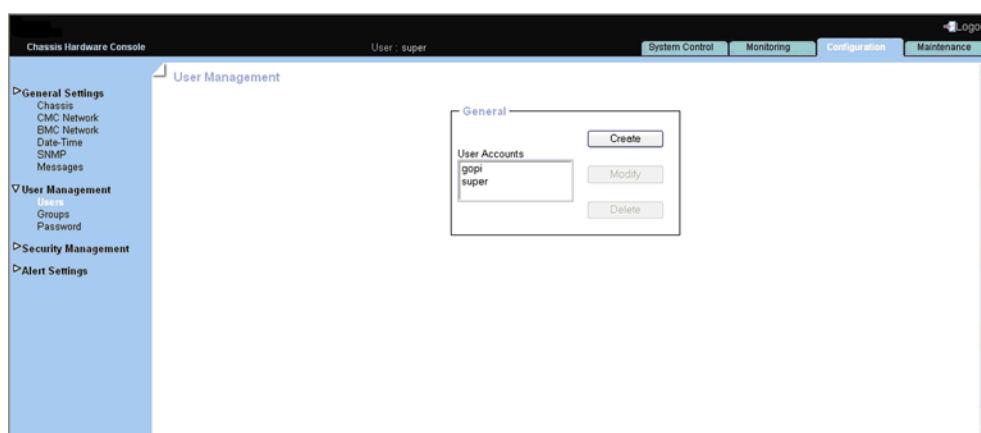 Logo
Chassis Hardware Console
User : super
System Control
Monitoring
Configuration
Maintenance
User Management
General Settings
Chassis
CMC Network
BMC Network
Date-Time
SNMP
Messages
User Management
Users
Groups
Password
Security Management
Alert Settings
General
Create
User Accounts
gopi
super
Modify
Delete